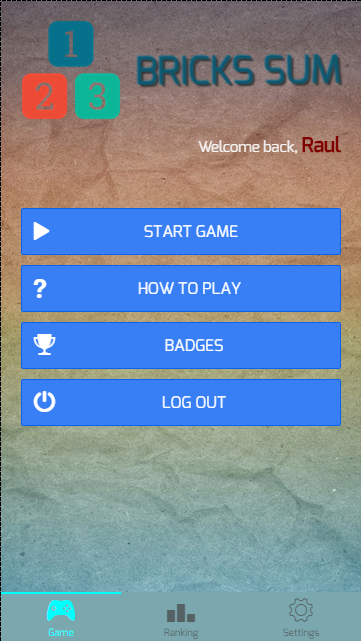 1
BRICKS SUM
2 3
Welcome back, Raul
START GAME
? HOW TO PLAY
BADGES
LOG OUT
Game Ranking Settings